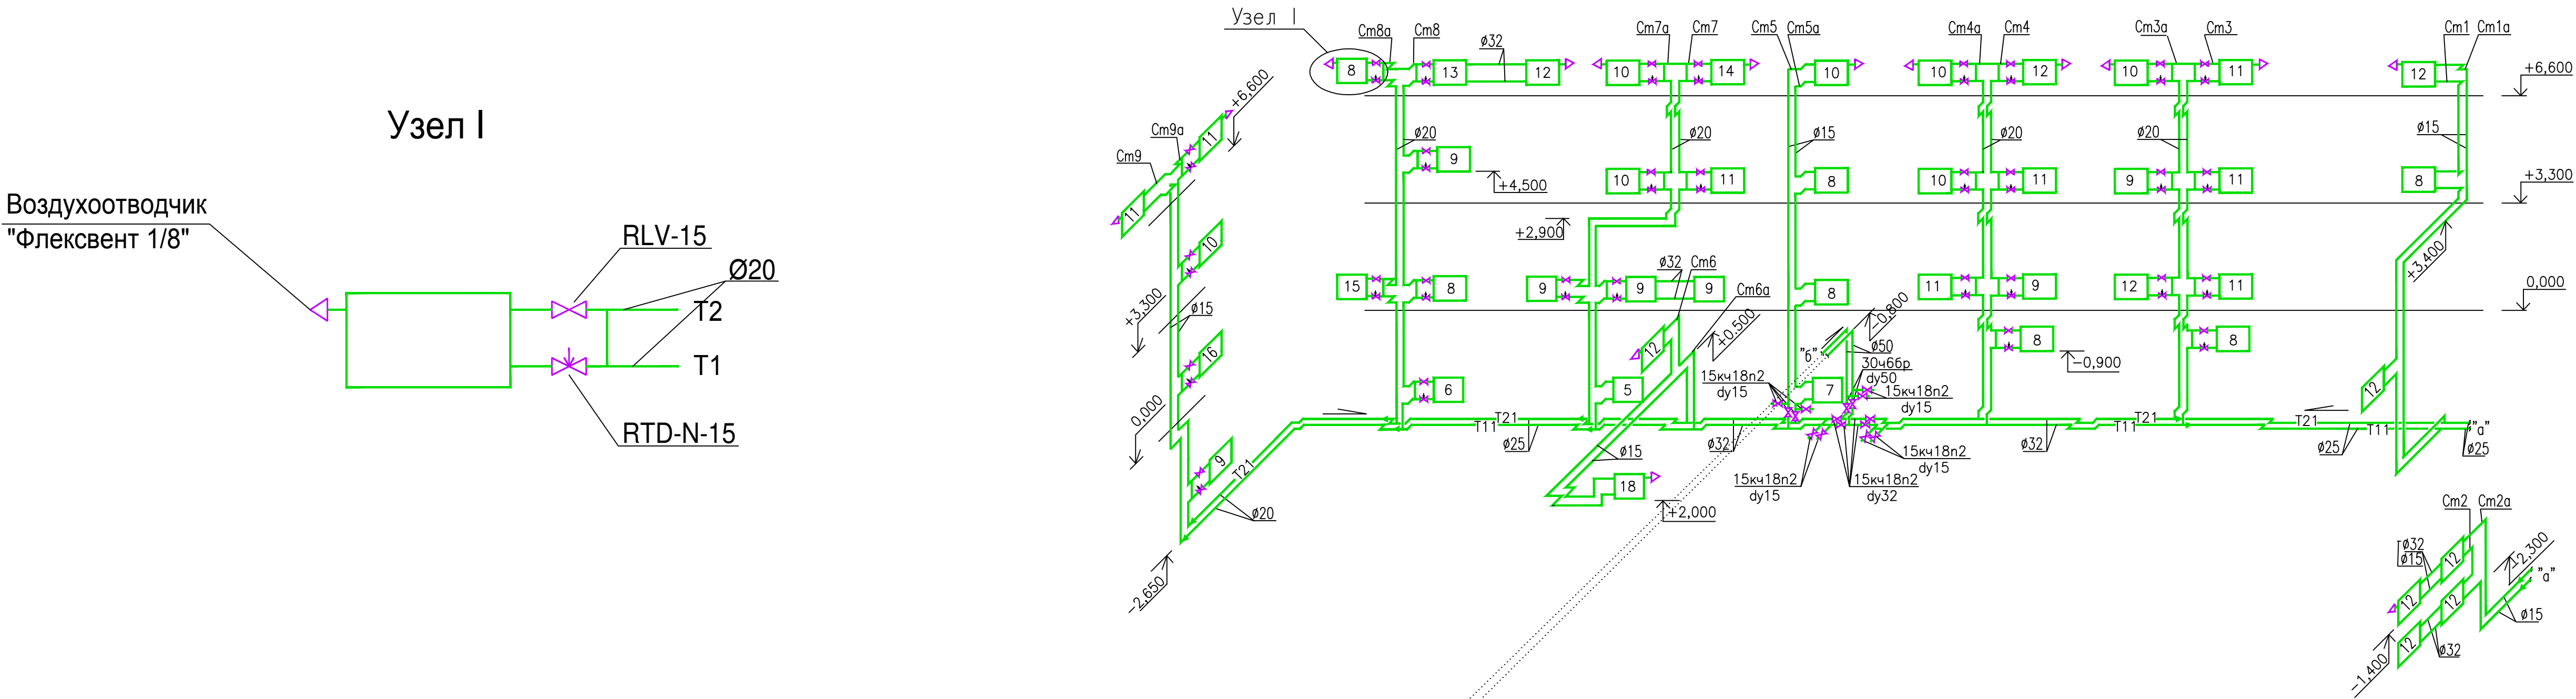 Узел I
Воздухоотводчик
"Флексвент 1/8"
RLV-15
Ø20
T2
T1
RTD-N-15
Узел I
Ст8а
Ст8
ø32
Ст7а
Ст7
Ст5
Ст5а
Ст4а
Ст4
Ст3а
Ст3
Ст1
Ст1а
8
13
12
10
14
10
10
12
10
11
12
+6,600
+6,600
Ст9а
Ст9
11
11
ø20
ø20
ø15
ø20
ø20
ø15
9
+4,500
10
11
8
10
11
9
11
8
+3,300
+2,900
10
+3,300
ø15
+3,400
15
8
9
9
ø32
9
Ст6
Ст6а
8
11
9
12
11
0,000
16
12
+0,500
"б"
-0,800
ø50
30ч6бр
dy50
8
-0,900
8
0,000
6
5
15кч18п2
dy15
7
15кч18п2
dy15
12
T21
T11
T21
T11
T21
T11
"а"
ø25
ø32
ø32
ø25
ø25
9
T21
ø20
ø15
18
+2,000
15кч18п2
dy15
15кч18п2
dy32
15кч18п2
dy15
-2,650
Ст2
Ст2а
ø32
ø15
12
12
12
12
-2,300
"а"
ø15
ø32
-1,400